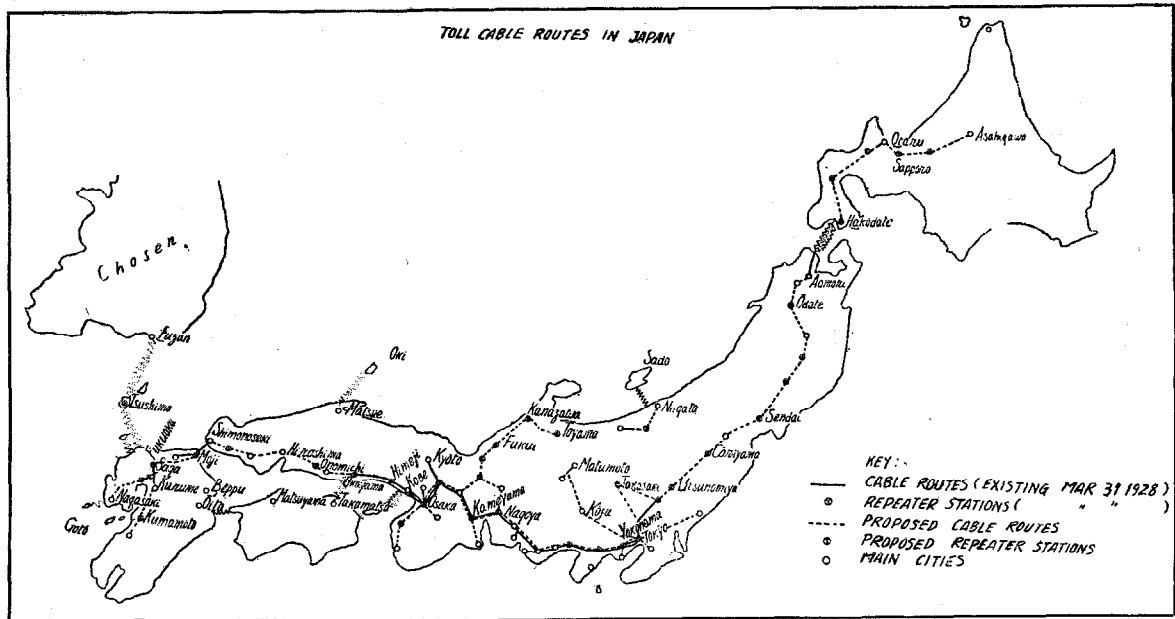 TOLL CABLE ROUTES IN JAPAN
Otaru
Asahigawa
Sapporo
Hakodate
Chosen.
Aomori
Odate
Fuzan
Oki
Sado
Tsushima
Matsue
Niigata
Kanazawa
Toyama
Sendai
Fukui
Shimonoseki
Hiroshima
Onomichi
Okayama
Himeji
Kobe
Kyoto
Osaka
Coriyama
Matumoto
Takasaki
Utsunomiya
Saga
Moji
Kurume
Beppu
Oita
Matsuyama
Takamatsu
Kameyama
Nagoya
Kofu
Yokohama
Tokyo
Nagasaki
Goto
Kumamoto
KEY:-
CABLE ROUTES (EXISTING MAR 31 1928)
REPEATER STATIONS ( " " )
PROPOSED CABLE ROUTES
PROPOSED REPEATER STATIONS
MAIN CITIES